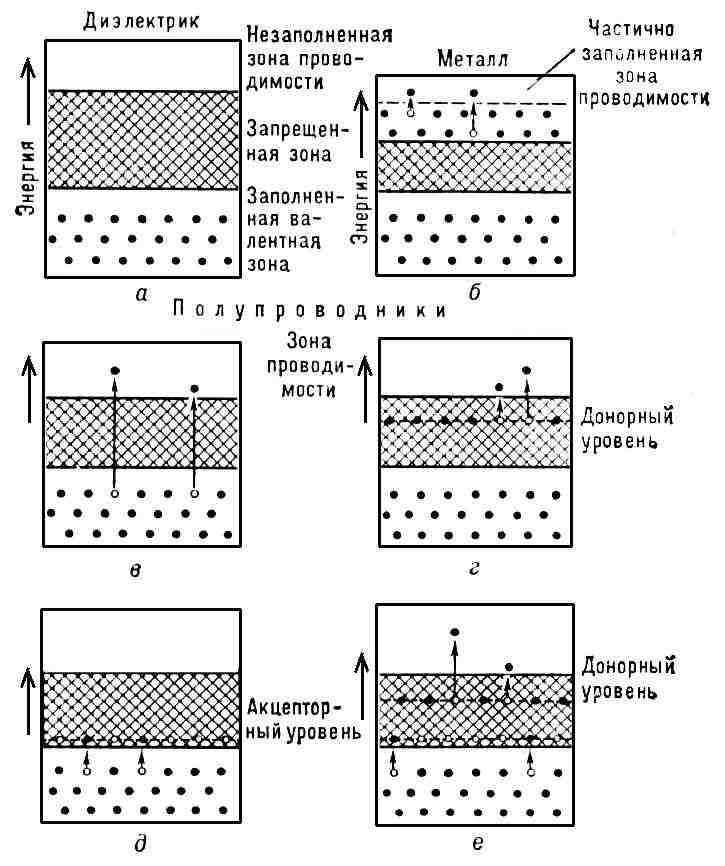 Диэлектрик
Незаполненная
зона прово-
димости
Энергия
Запрещен-
ная зона
Заполнен-
ная ва-
лентная
зона
а
Металл
Частично
заполненная
зона
проводимости
Энергия
б
Полупроводники
Зона
проводи-
мости
в
Донорный
уровень
г
Акцептор-
ный уровень
д
Донорный
уровень
е